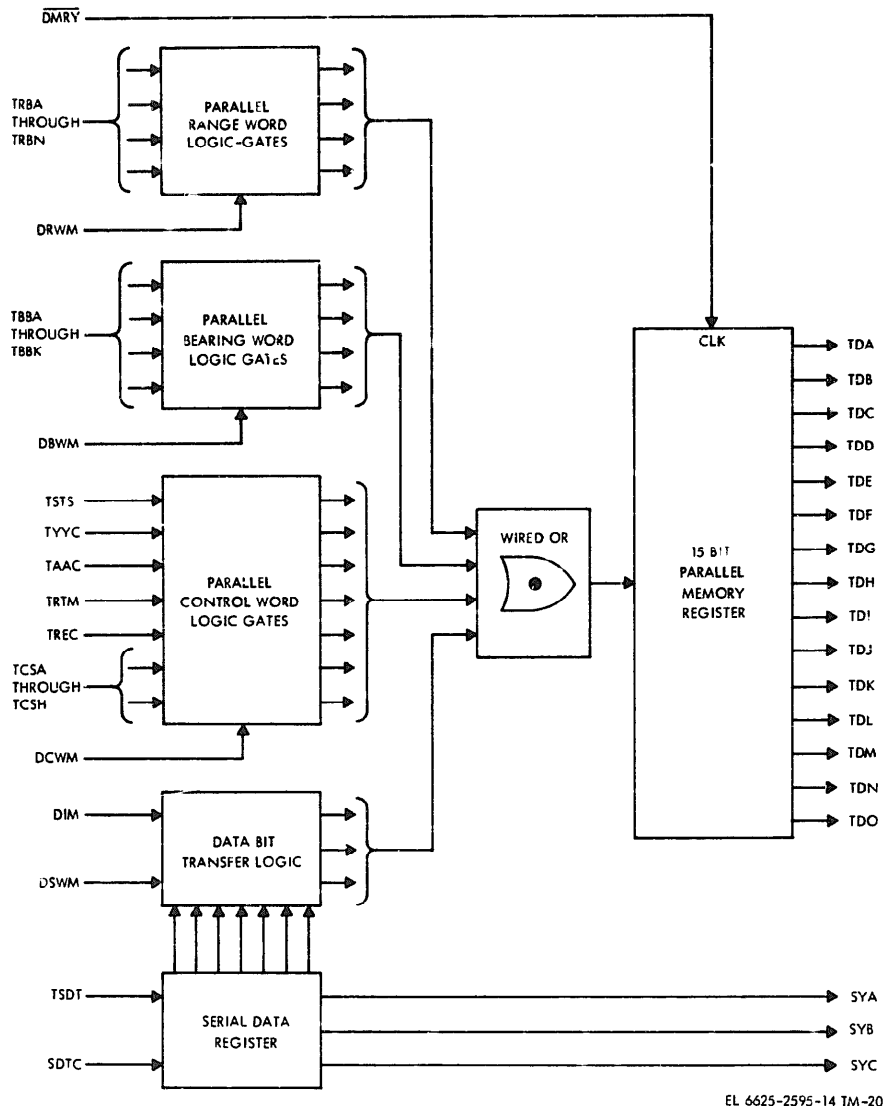 DMRY
TRBA
THROUGH
TRBN
PARALLEL
RANGE WORD
LOGIC-GATES
DRWM
TBBA
THROUGH
TBBK
PARALLEL
BEARING WORD
LOGIC GATES
DBWM
TSTS
TYYC
TAAC
TRTM
TREC
TCSA
THROUGH
TCSH
PARALLEL
CONTROL WORD
LOGIC GATES
DCWM
DIM
DSWM
DATA BIT
TRANSFER LOGIC
TSDT
SDTC
SERIAL DATA
REGISTER
WIRED OR
CLK
15 BIT
PARALLEL
MEMORY
REGISTER
TDA
TDB
TDC
TDD
TDE
TDF
TDG
TDH
TDI
TDJ
TDK
TDL
TDM
TDN
TDO
SYA
SYB
SYC
EL 6625-2595-14 TM-20